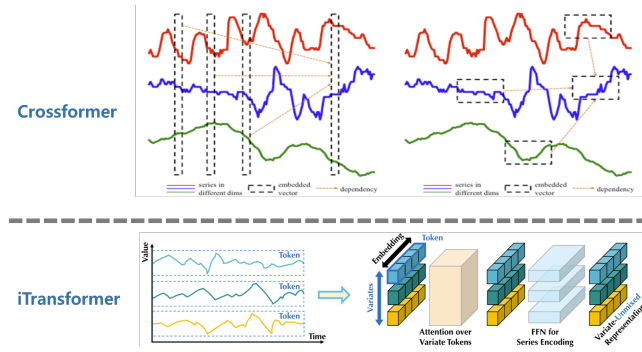 Crossformer
series in
different dims
embedded
vector
dependency
series in
different dims
embedded
vector
dependency
iTransformer
Value
Token
Token
Token
Time
Embedding
Token
Variates
Attention over
Variate Tokens
FFN for
Series Encoding
Variate-Unmixed
Representation